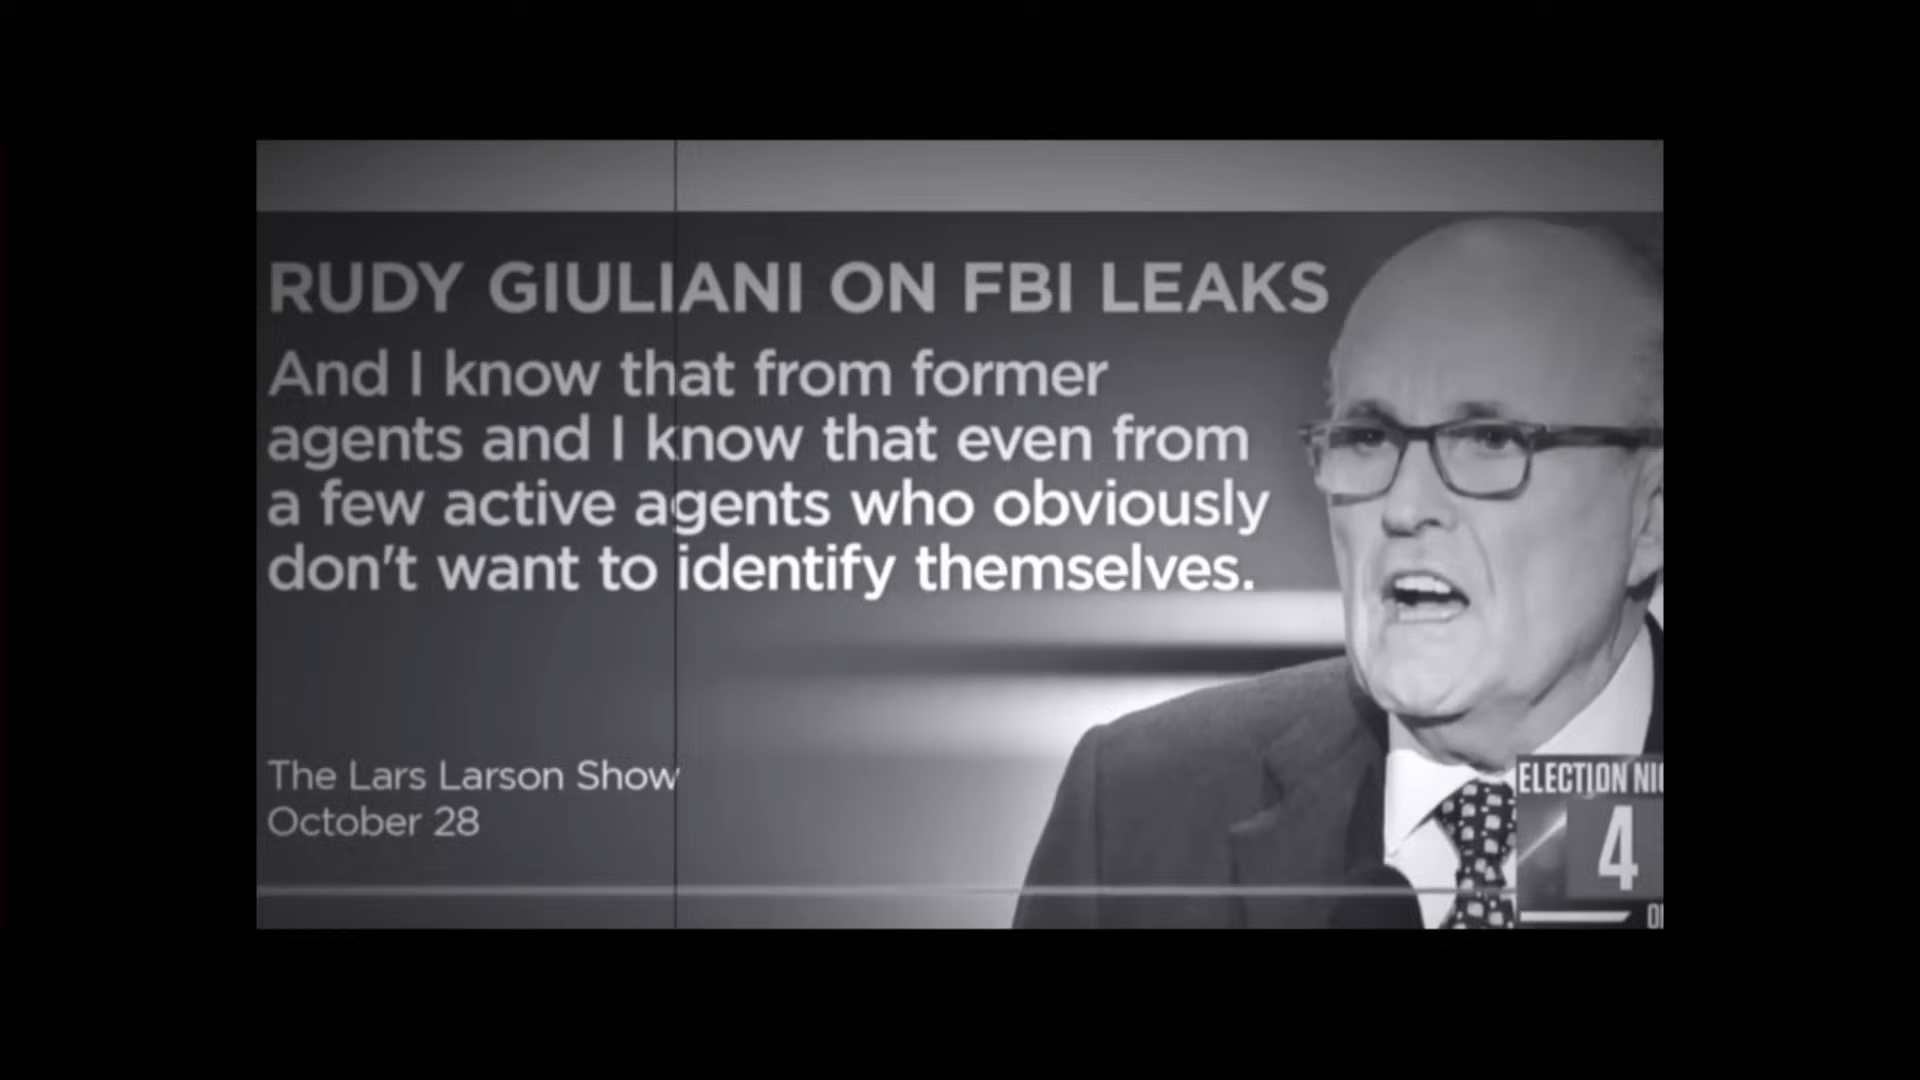 RUDY GIULIANI ON FBI LEAKS
And I know that from former
agents and I know that even from
a few active agents who obviously
don't want to identify themselves.
The Lars Larson Show
October 28
ELECTION
4